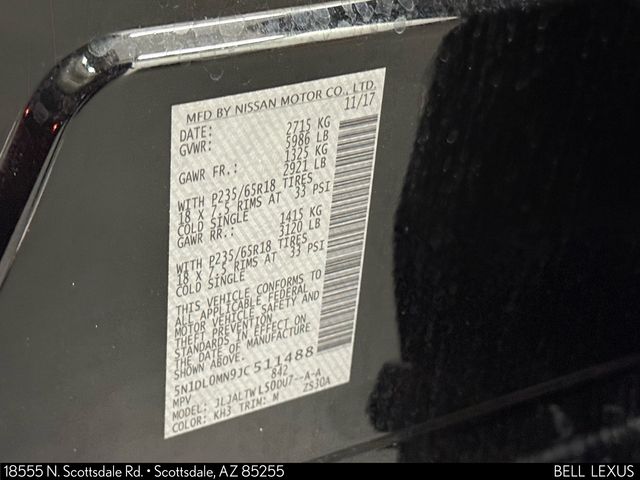 MFD BY NISSAN MOTOR CO., LTD.
DATE: 11/17
GVWR: 2715 KG
5986 LB
GAWR FR.: 1325 KG
2921 LB
WITH P235/65R18 TIRES
18 X 7.5 RIMS AT 33 PSI
COLD SINGLE
GAWR RR.: 1415 KG
3120 LB
WITH P235/65R18 TIRES
18 X 7.5 RIMS AT 33 PSI
COLD SINGLE
THIS VEHICLE CONFORMS TO
ALL APPLICABLE FEDERAL
MOTOR VEHICLE SAFETY AND
THEFT PREVENTION
STANDARDS IN EFFECT ON
THE DATE OF MANUFACTURE
SHOWN ABOVE.
5N1DL0MN9JC511488
MPV 842
MODEL: JLJALTWL50DU7--A-A
COLOR: KH3 TRIM: M ZS30A
18555 N. Scottsdale Rd. • Scottsdale, AZ 85255
BELL LEXUS